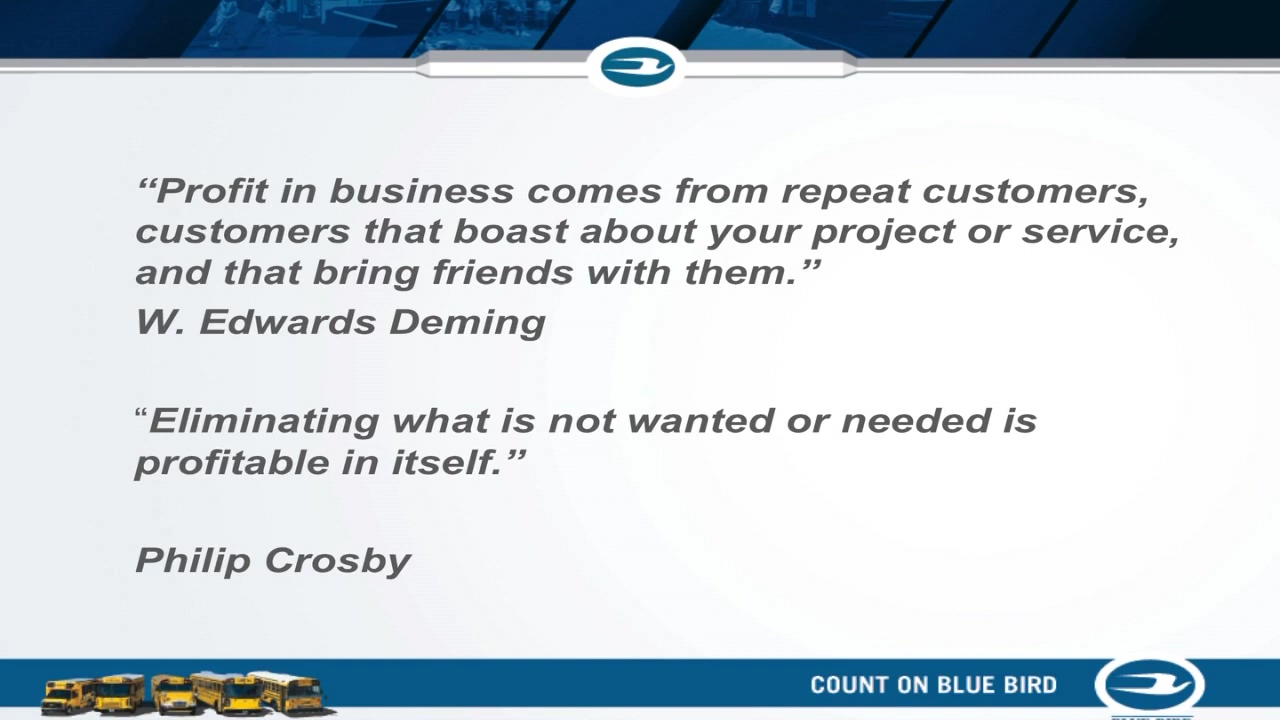 “Profit in business comes from repeat customers,
customers that boast about your project or service,
and that bring friends with them.”
W. Edwards Deming
“Eliminating what is not wanted or needed is
profitable in itself.”
Philip Crosby
COUNT ON BLUE BIRD
BLUE BIRD